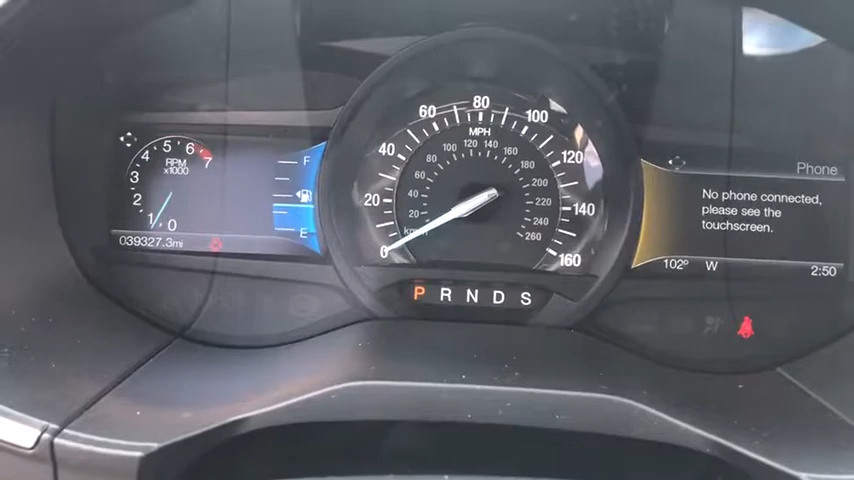 4 5 6 7
3
2
1
0
RPM
x1000
039327.3mi
F
E
0 20 40 60 80 100 120 140 160
MPH
20 40 60 80 100 120 140 160 180 200 220 240 260
km/h
P R N D S
Phone
No phone connected,
please see the
touchscreen.
102° W 2:50